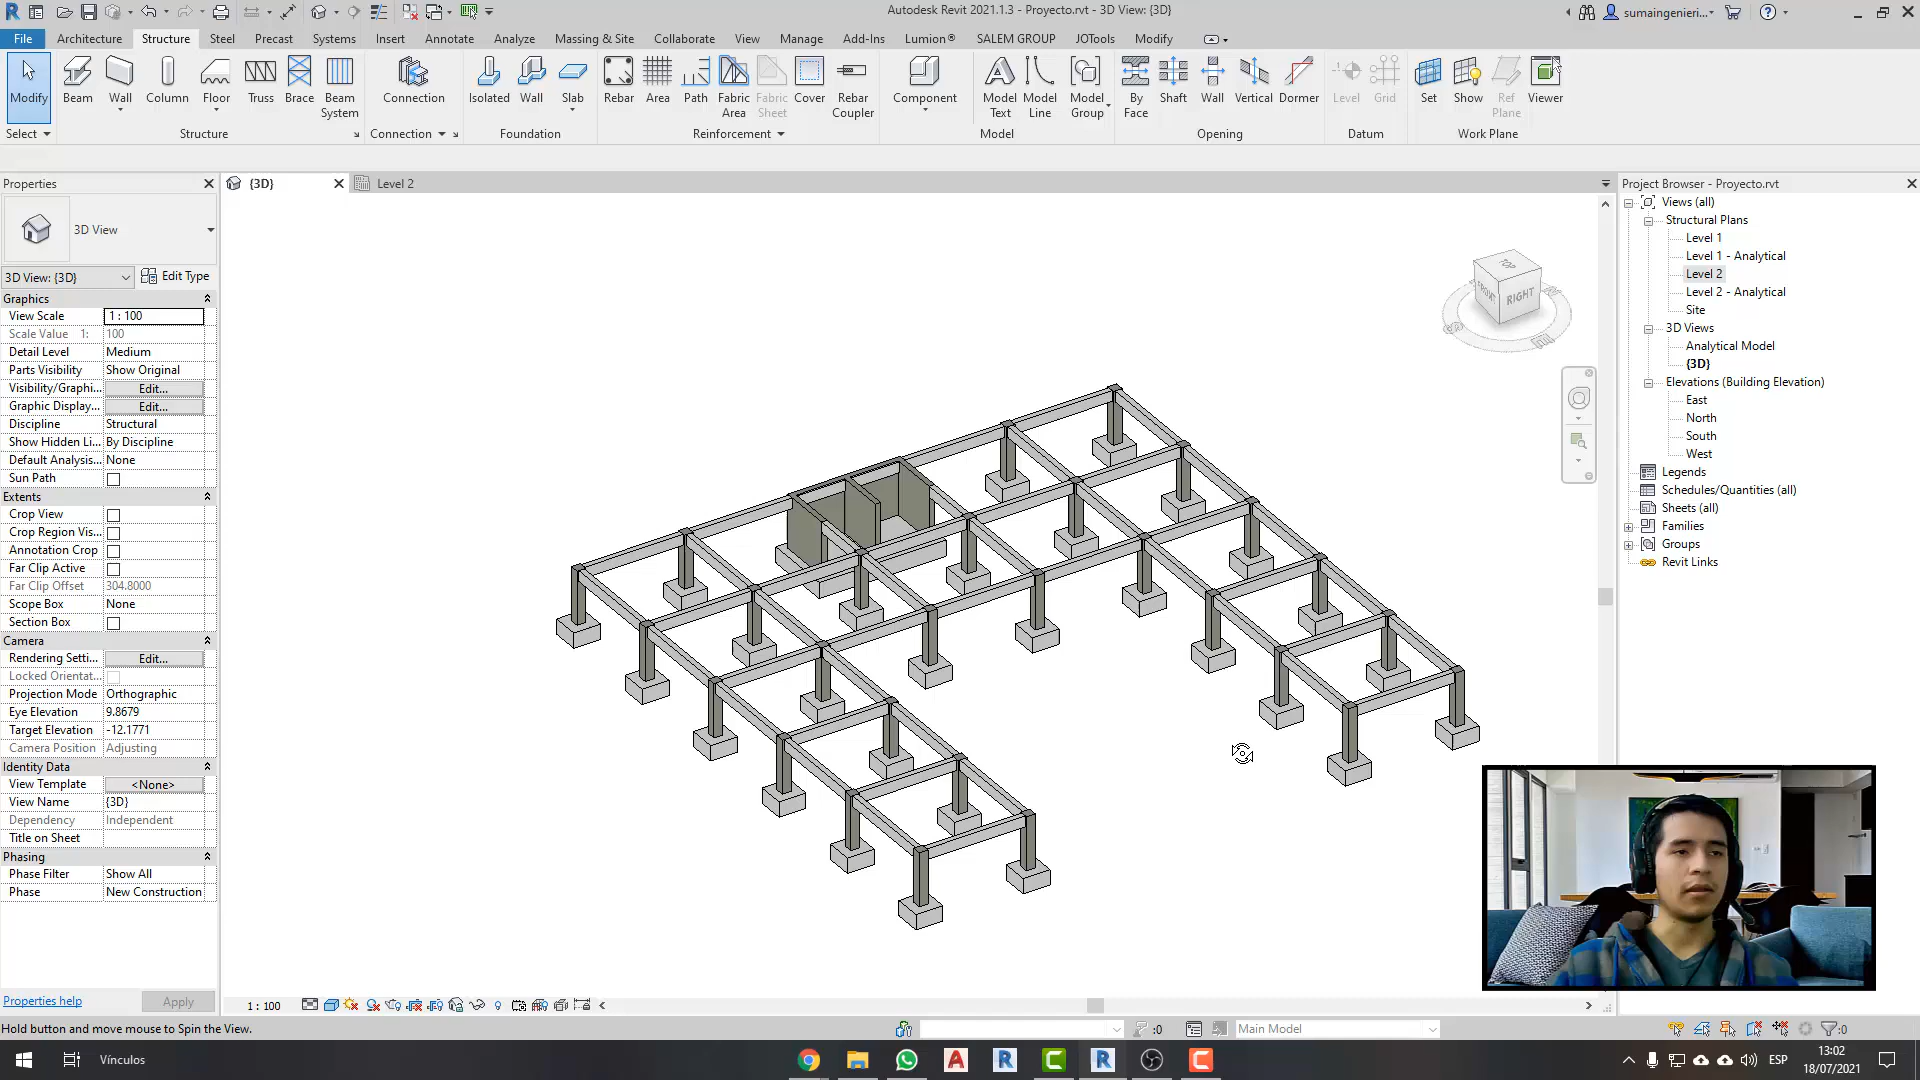 Autodesk Revit 2021.1.3 - Proyecto.rvt - 3D View: {3D}
sumaingenieri...
File Architecture Structure Steel Precast Systems Insert Annotate Analyze Massing & Site Collaborate View Manage Add-Ins Lumion® SALEM GROUP JOTools Modify
Modify
Beam
Wall
Column
Floor
Truss
Brace
Beam System
Connection
Isolated
Wall
Slab
Rebar
Area
Path
Fabric Area
Fabric Sheet
Cover
Rebar Coupler
Component
Model Text
Model Line
Model Group
By Face
Shaft
Wall
Vertical
Dormer
Level
Grid
Set
Show
Ref Plane
Viewer
Select Structure Connection Foundation Reinforcement Model Opening Datum Work Plane
Properties
3D View
3D View: {3D} Edit Type
Graphics
View Scale 1 : 100
Scale Value 1: 100
Detail Level Medium
Parts Visibility Show Original
Visibility/Graphi... Edit...
Graphic Display... Edit...
Discipline Structural
Show Hidden Li... By Discipline
Default Analysis... None
Sun Path
Extents
Crop View
Crop Region Vis...
Annotation Crop
Far Clip Active
Far Clip Offset 304.8000
Scope Box None
Section Box
Camera
Rendering Setti... Edit...
Locked Orientat...
Projection Mode Orthographic
Eye Elevation 9.8679
Target Elevation -12.1771
Camera Position Adjusting
Identity Data
View Template <None>
View Name {3D}
Dependency Independent
Title on Sheet
Phasing
Phase Filter Show All
Phase New Construction
Properties help Apply
{3D} Level 2
TOP
FRONT RIGHT
Project Browser - Proyecto.rvt
Views (all)
Structural Plans
Level 1
Level 1 - Analytical
Level 2
Level 2 - Analytical
Site
3D Views
Analytical Model
{3D}
Elevations (Building Elevation)
East
North
South
West
Legends
Schedules/Quantities (all)
Sheets (all)
Families
Groups
Revit Links
1 : 100
Hold button and move mouse to Spin the View.
:0
Main Model
:0
Vínculos
ESP
13:02
18/07/2021